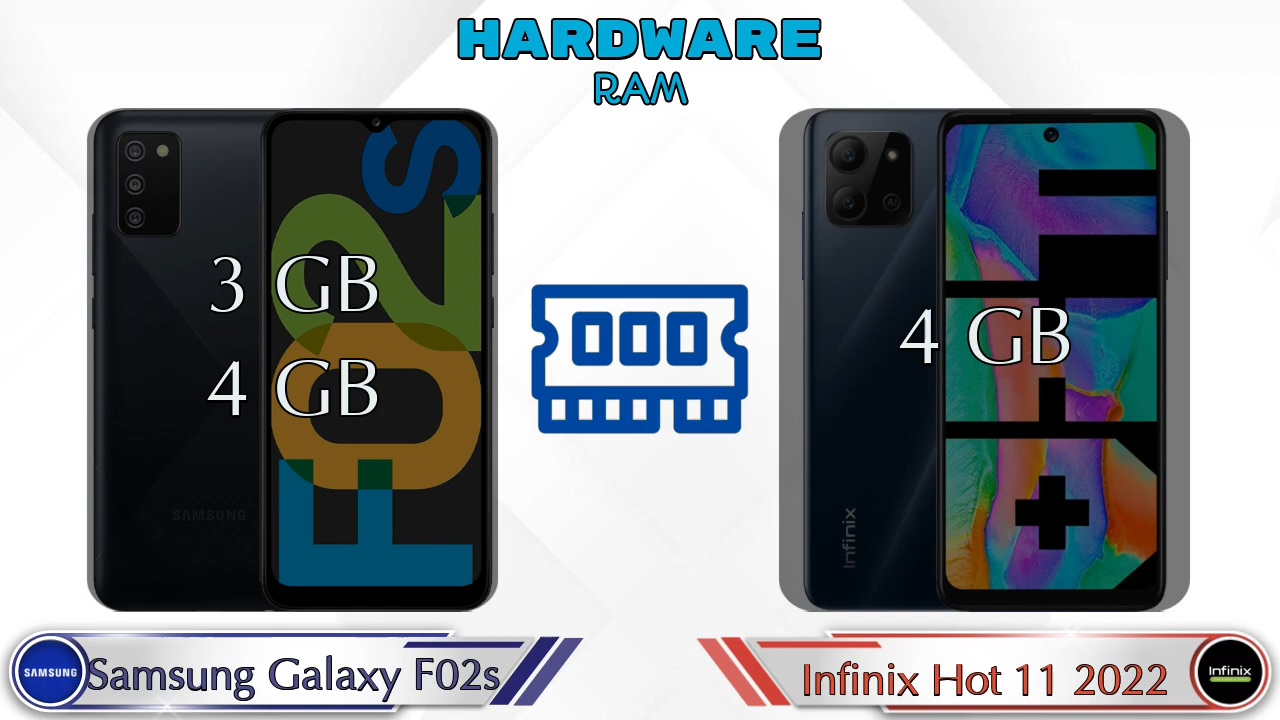 HARDWARE
RAM
F02s
3 GB
4 GB
SAMSUNG
AI
4 GB
Infinix
SAMSUNG
Samsung Galaxy F02s
Infinix Hot 11 2022
Infinix